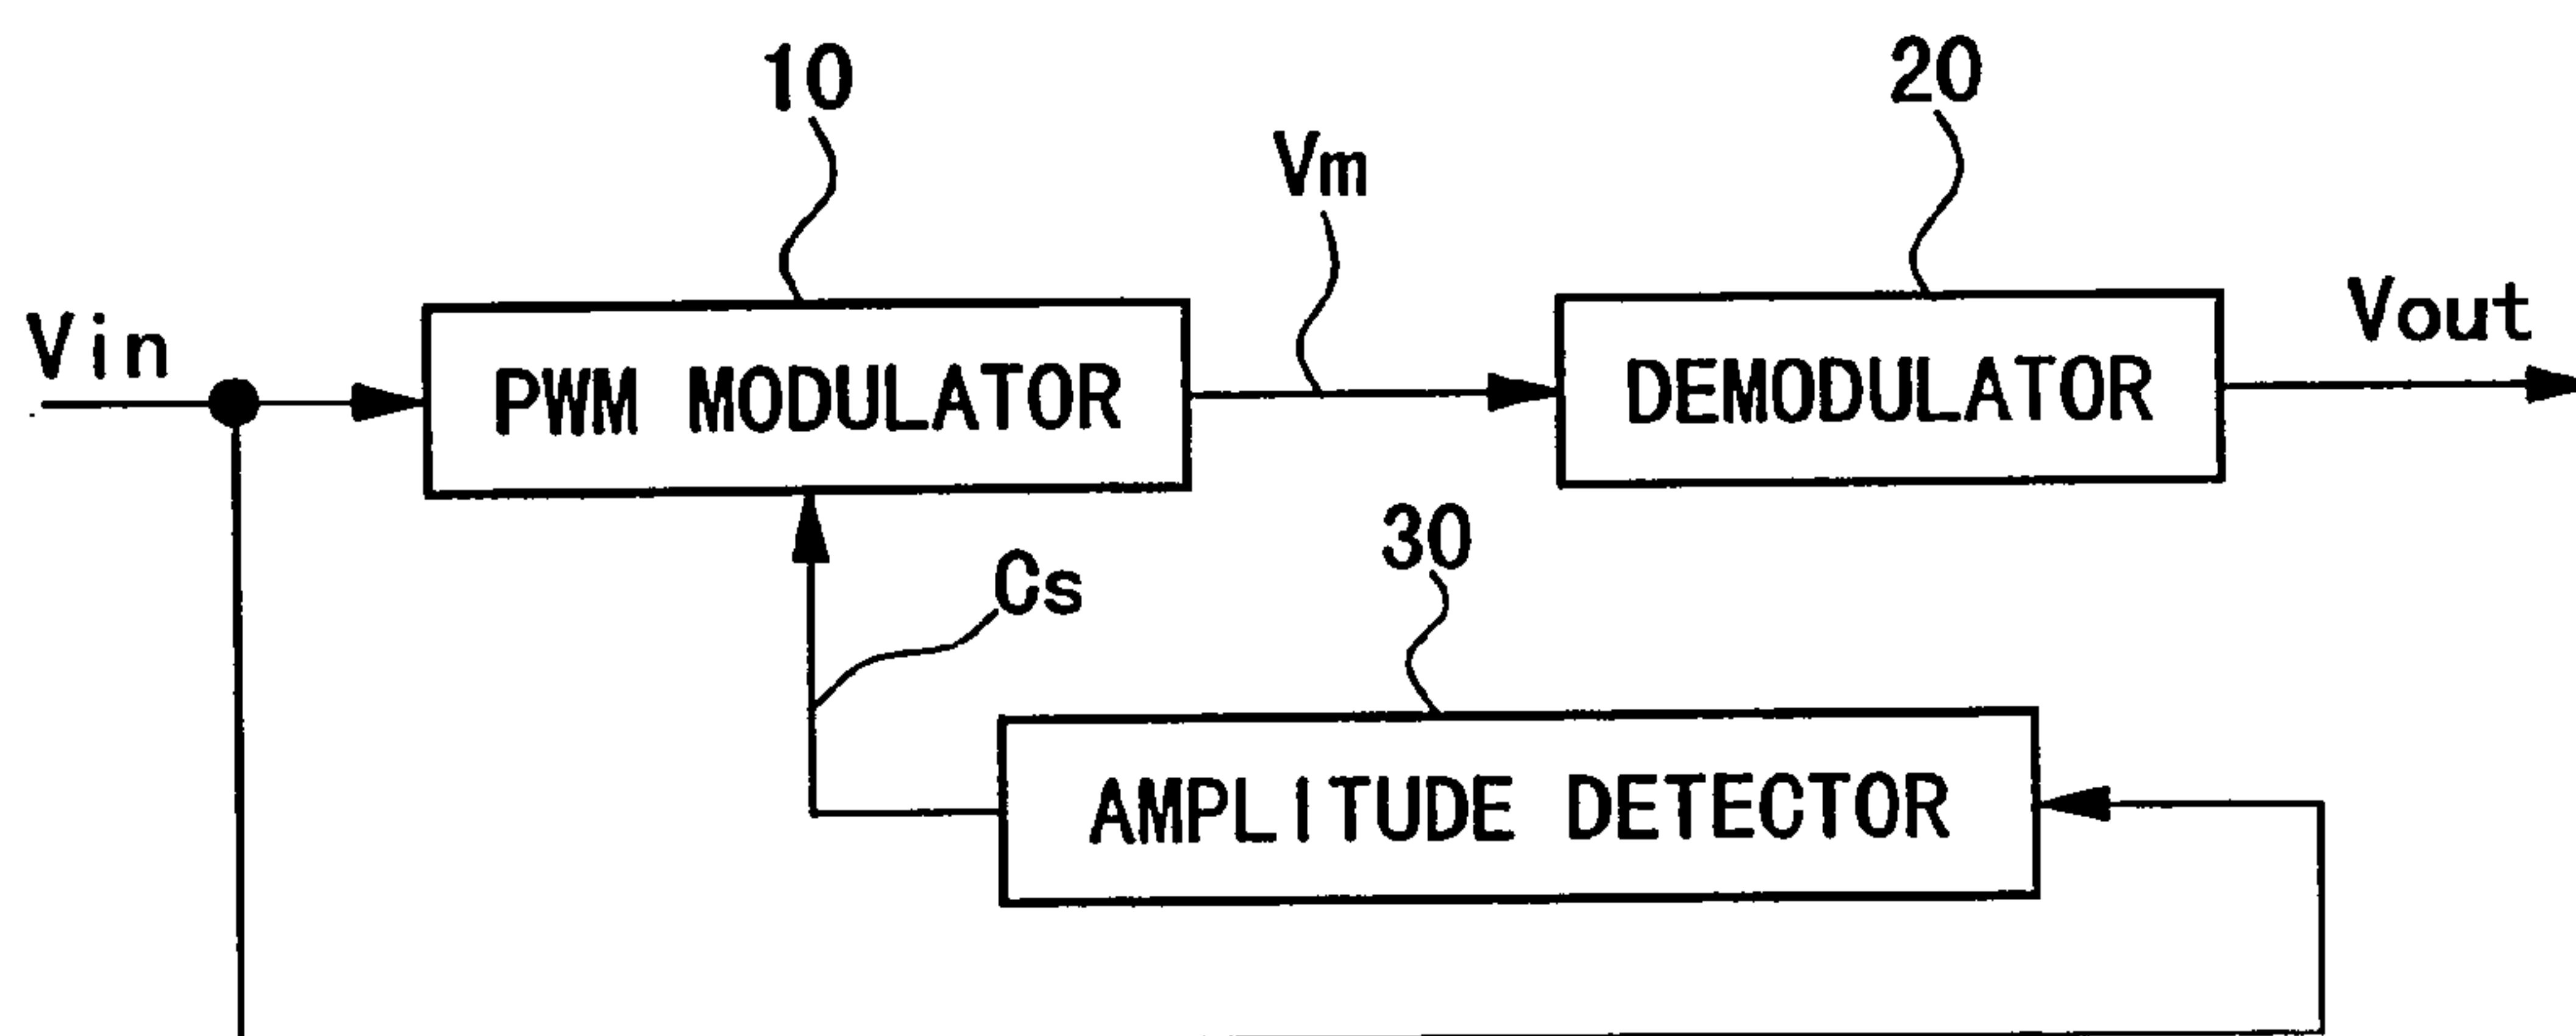 10
20
Vm
Vin
Vout
PWM MODULATOR
DEMODULATOR
30
Cs
AMPLITUDE DETECTOR